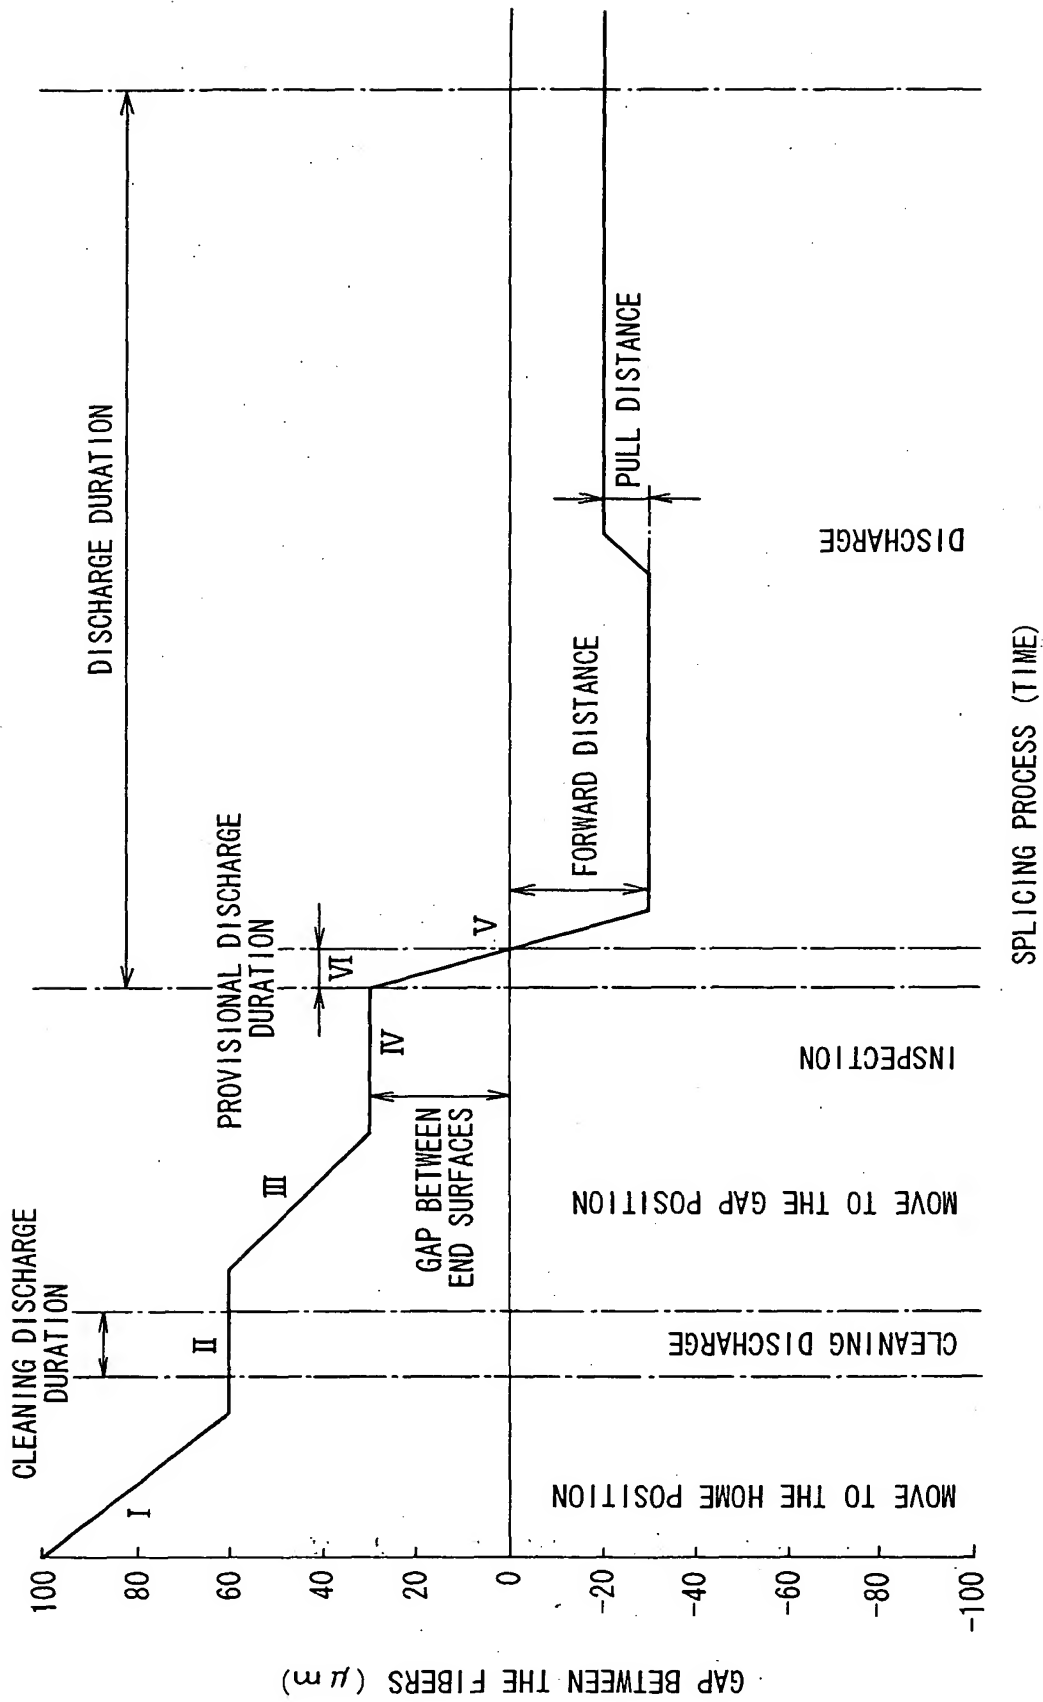 CLEANING DISCHARGE
DURATION
PROVISIONAL DISCHARGE
DURATION
DISCHARGE DURATION
I
II
III
IV
VI
V
GAP BETWEEN
END SURFACES
FORWARD DISTANCE
PULL DISTANCE
MOVE TO THE HOME POSITION
CLEANING DISCHARGE
MOVE TO THE GAP POSITION
INSPECTION
DISCHARGE
100
80
60
40
20
0
-20
-40
-60
-80
-100
GAP BETWEEN THE FIBERS (μm)
SPLICING PROCESS (TIME)